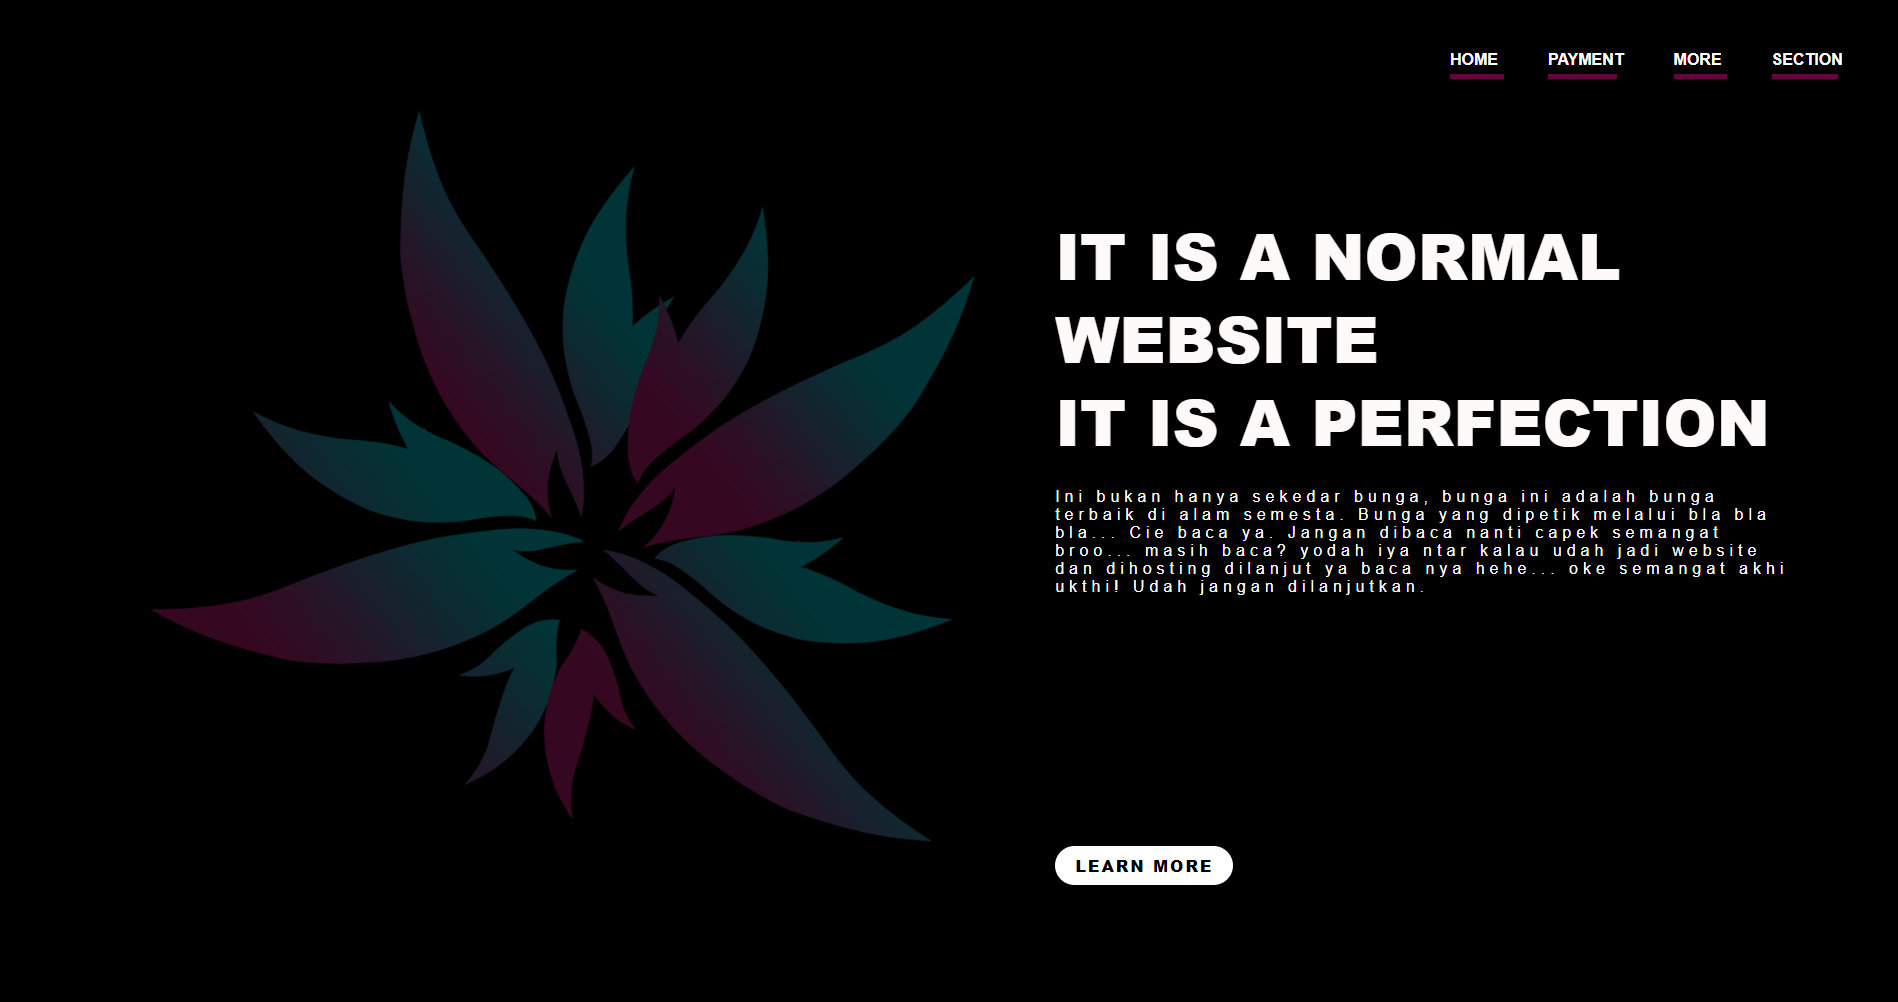 HOME PAYMENT MORE SECTION
IT IS A NORMAL
WEBSITE
IT IS A PERFECTION
Ini bukan hanya sekedar bunga, bunga ini adalah bunga
terbaik di alam semesta. Bunga yang dipetik melalui bla bla
bla... Cie baca ya. Jangan dibaca nanti capek semangat
broo... masih baca? yodah iya ntar kalau udah jadi website
dan dihosting dilanjut ya baca nya hehe... oke semangat akhi
ukthi! Udah jangan dilanjutkan.
LEARN MORE